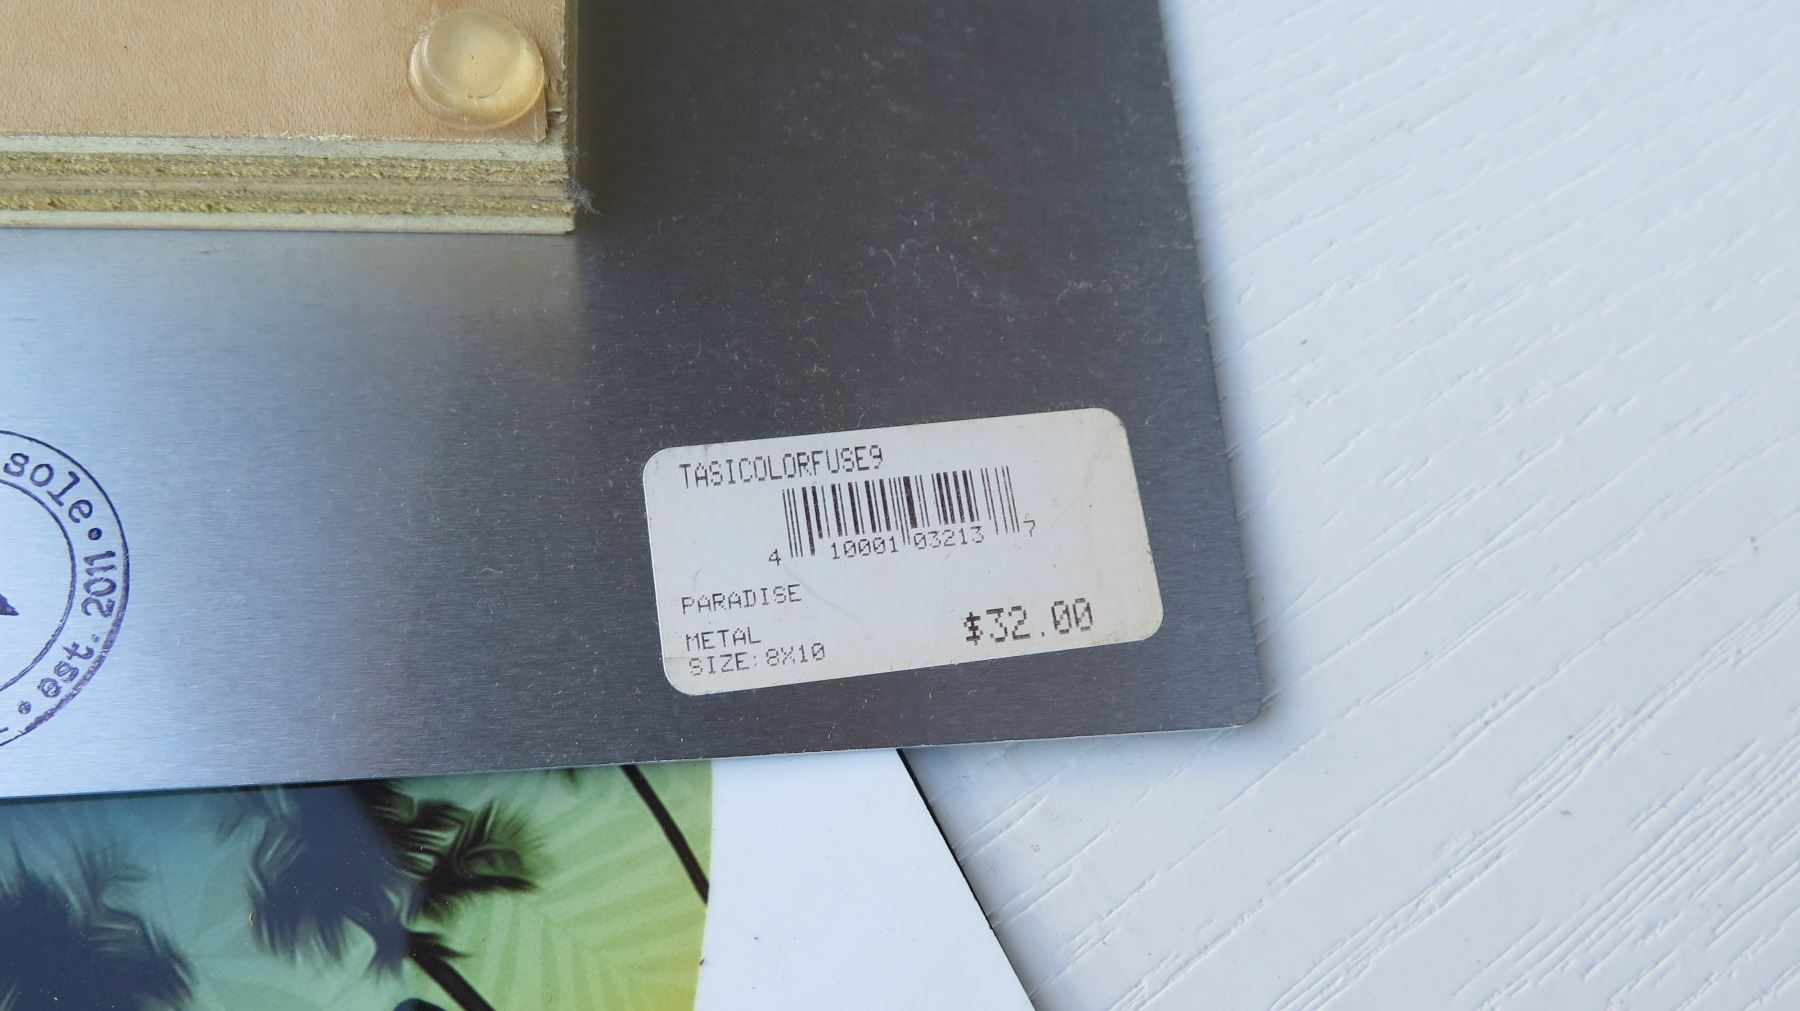 sole •
• est. 2011
TASICOLORFUSE9
4 10001 03213 7
PARADISE
METAL
SIZE:8X10
$32.00